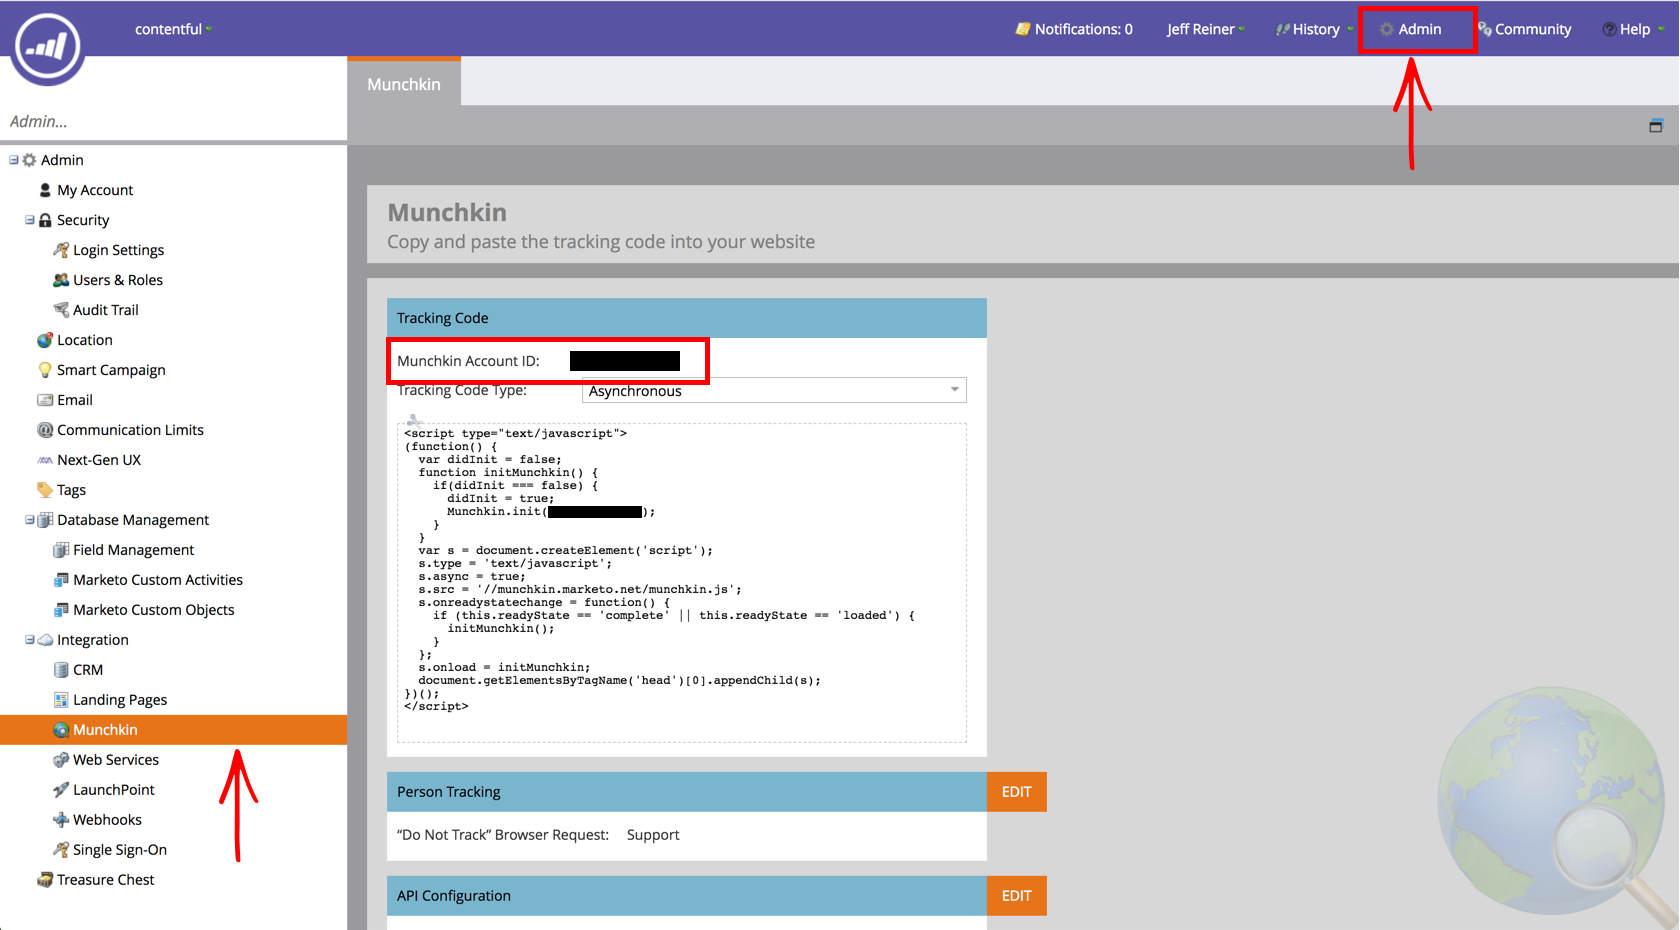 contentful
Notifications: 0
Jeff Reiner
History
Admin
Community
Help
Munchkin
Admin...
Admin
My Account
Security
Login Settings
Users & Roles
Audit Trail
Location
Smart Campaign
Email
Communication Limits
Next-Gen UX
Tags
Database Management
Field Management
Marketo Custom Activities
Marketo Custom Objects
Integration
CRM
Landing Pages
Munchkin
Web Services
LaunchPoint
Webhooks
Single Sign-On
Treasure Chest
Munchkin
Copy and paste the tracking code into your website
Tracking Code
Munchkin Account ID:
Tracking Code Type: Asynchronous
<script type="text/javascript">
(function() {
  var didInit = false;
  function initMunchkin() {
    if(didInit === false) {
      didInit = true;
      Munchkin.init( );
    }
  }
  var s = document.createElement('script');
  s.type = 'text/javascript';
  s.async = true;
  s.src = '//munchkin.marketo.net/munchkin.js';
  s.onreadystatechange = function() {
    if (this.readyState == 'complete' || this.readyState == 'loaded') {
      initMunchkin();
    }
  };
  s.onload = initMunchkin;
  document.getElementsByTagName('head')[0].appendChild(s);
})();
</script>
Person Tracking
EDIT
“Do Not Track” Browser Request: Support
API Configuration
EDIT